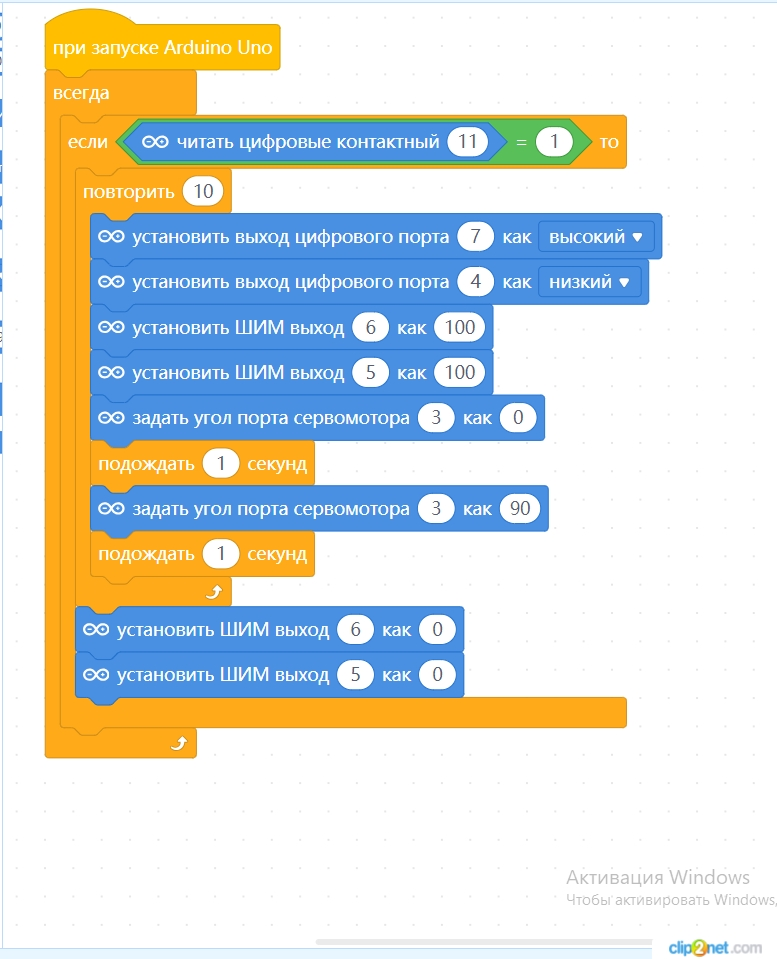 при запуске Arduino Uno
всегда
если читать цифровые контактный 11 = 1 то
повторить 10
установить выход цифрового порта 7 как высокий
установить выход цифрового порта 4 как низкий
установить ШИМ выход 6 как 100
установить ШИМ выход 5 как 100
задать угол порта сервомотора 3 как 0
подождать 1 секунд
задать угол порта сервомотора 3 как 90
подождать 1 секунд
установить ШИМ выход 6 как 0
установить ШИМ выход 5 как 0
Активация Windows
Чтобы активировать Windows,
clip2net.com